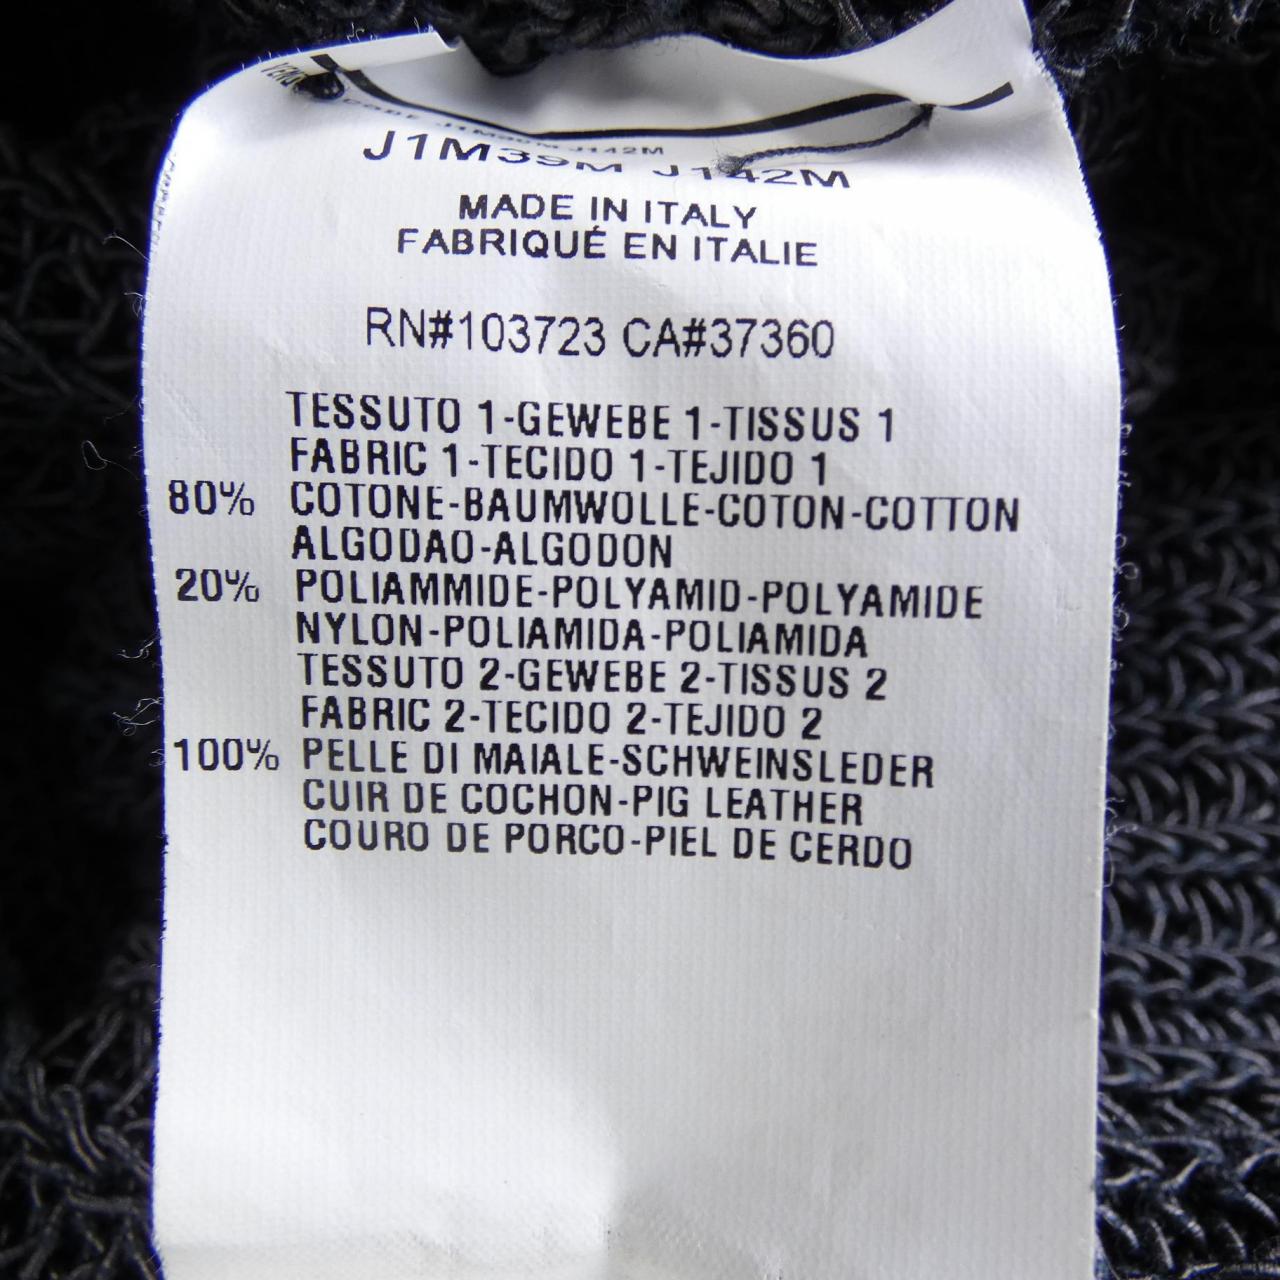 J1M39M J142M
MADE IN ITALY
FABRIQUÉ EN ITALIE
RN#103723 CA#37360
TESSUTO 1-GEWEBE 1-TISSUS 1
FABRIC 1-TECIDO 1-TEJIDO 1
80% COTONE-BAUMWOLLE-COTON-COTTON
ALGODAO-ALGODON
20% POLIAMMIDE-POLYAMID-POLYAMIDE
NYLON-POLIAMIDA-POLIAMIDA
TESSUTO 2-GEWEBE 2-TISSUS 2
FABRIC 2-TECIDO 2-TEJIDO 2
100% PELLE DI MAIALE-SCHWEINSLEDER
CUIR DE COCHON-PIG LEATHER
COURO DE PORCO-PIEL DE CERDO